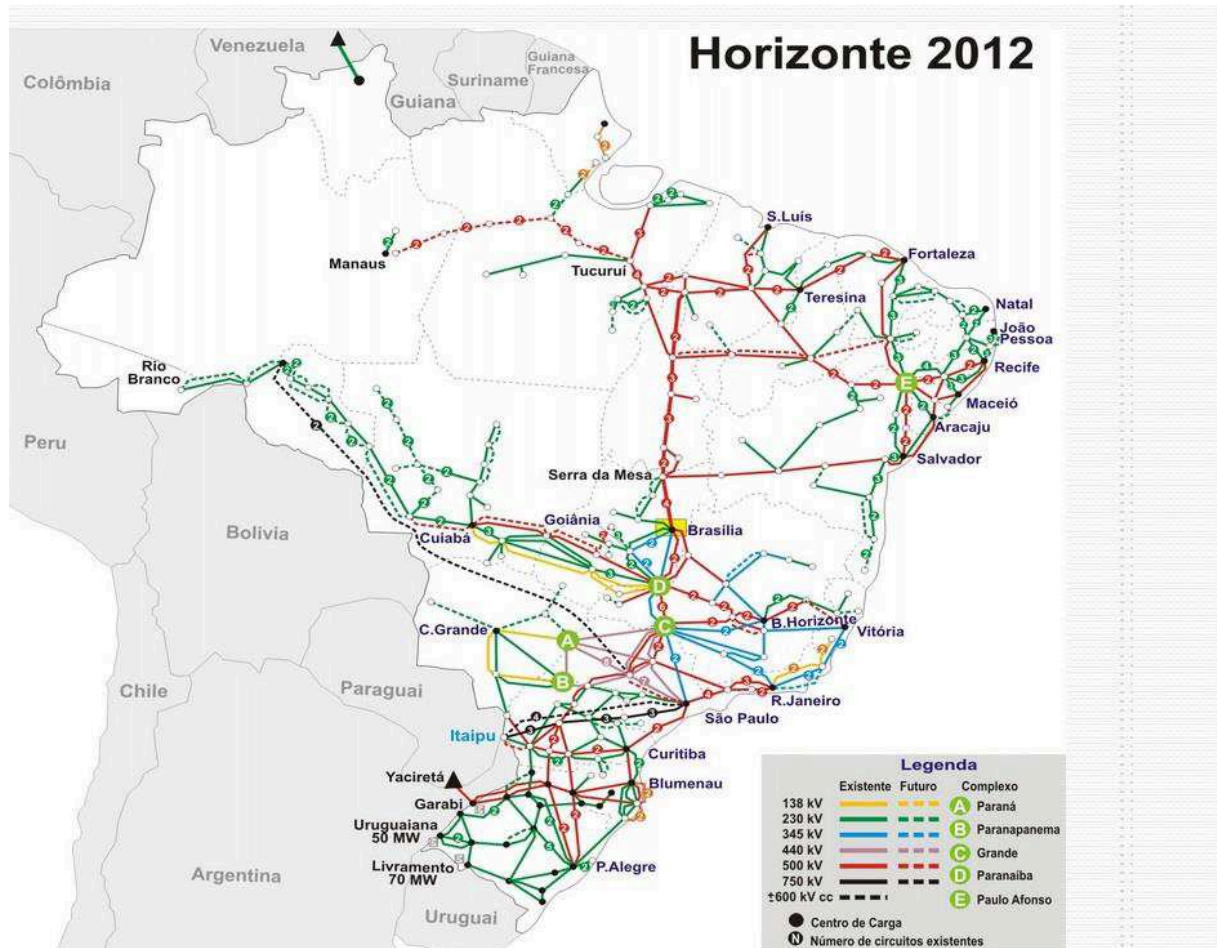 Horizonte 2012
Venezuela
Guiana
Francesa
Suriname
Colômbia
Guiana
S.Luís
Fortaleza
Manaus
Tucuruí
Teresina
Natal
João
Pessoa
Rio
Branco
Recife
Maceió
Aracaju
Peru
Salvador
Serra da Mesa
Goiânia
Brasília
Bolivia
Cuiabá
C.Grande
B.Horizonte
Vitória
Chile
Paraguai
R.Janeiro
São Paulo
Itaipu
Curitiba
Yaciretá
Blumenau
Garabi
Uruguaiana
50 MW
Livramento
70 MW
P.Alegre
Argentina
Uruguai
A
B
C
D
E
Legenda
Existente Futuro Complexo
138 kV A Paraná
230 kV B Paranapanema
345 kV
440 kV C Grande
500 kV D Paranaiba
750 kV E Paulo Afonso
±600 kV cc
Centro de Carga
N Número de circuitos existentes